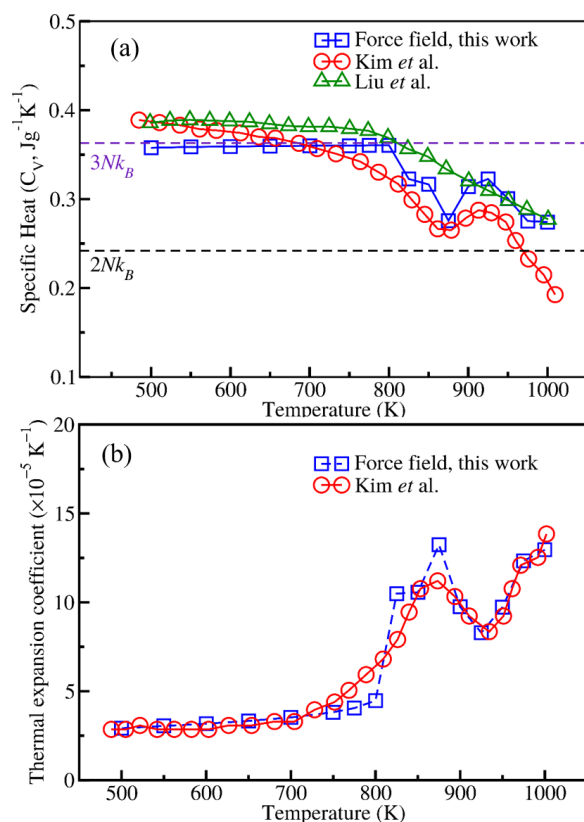 (a)
Force field, this work
Kim et al.
Liu et al.
3Nk_B
2Nk_B
Specific Heat (C_V, Jg⁻¹K⁻¹)
0.5
0.4
0.3
0.2
0.1
500 600 700 800 900 1000
Temperature (K)
(b)
Force field, this work
Kim et al.
Thermal expansion coefficient (×10⁻⁵ K⁻¹)
20
15
10
5
0
500 600 700 800 900 1000
Temperature (K)